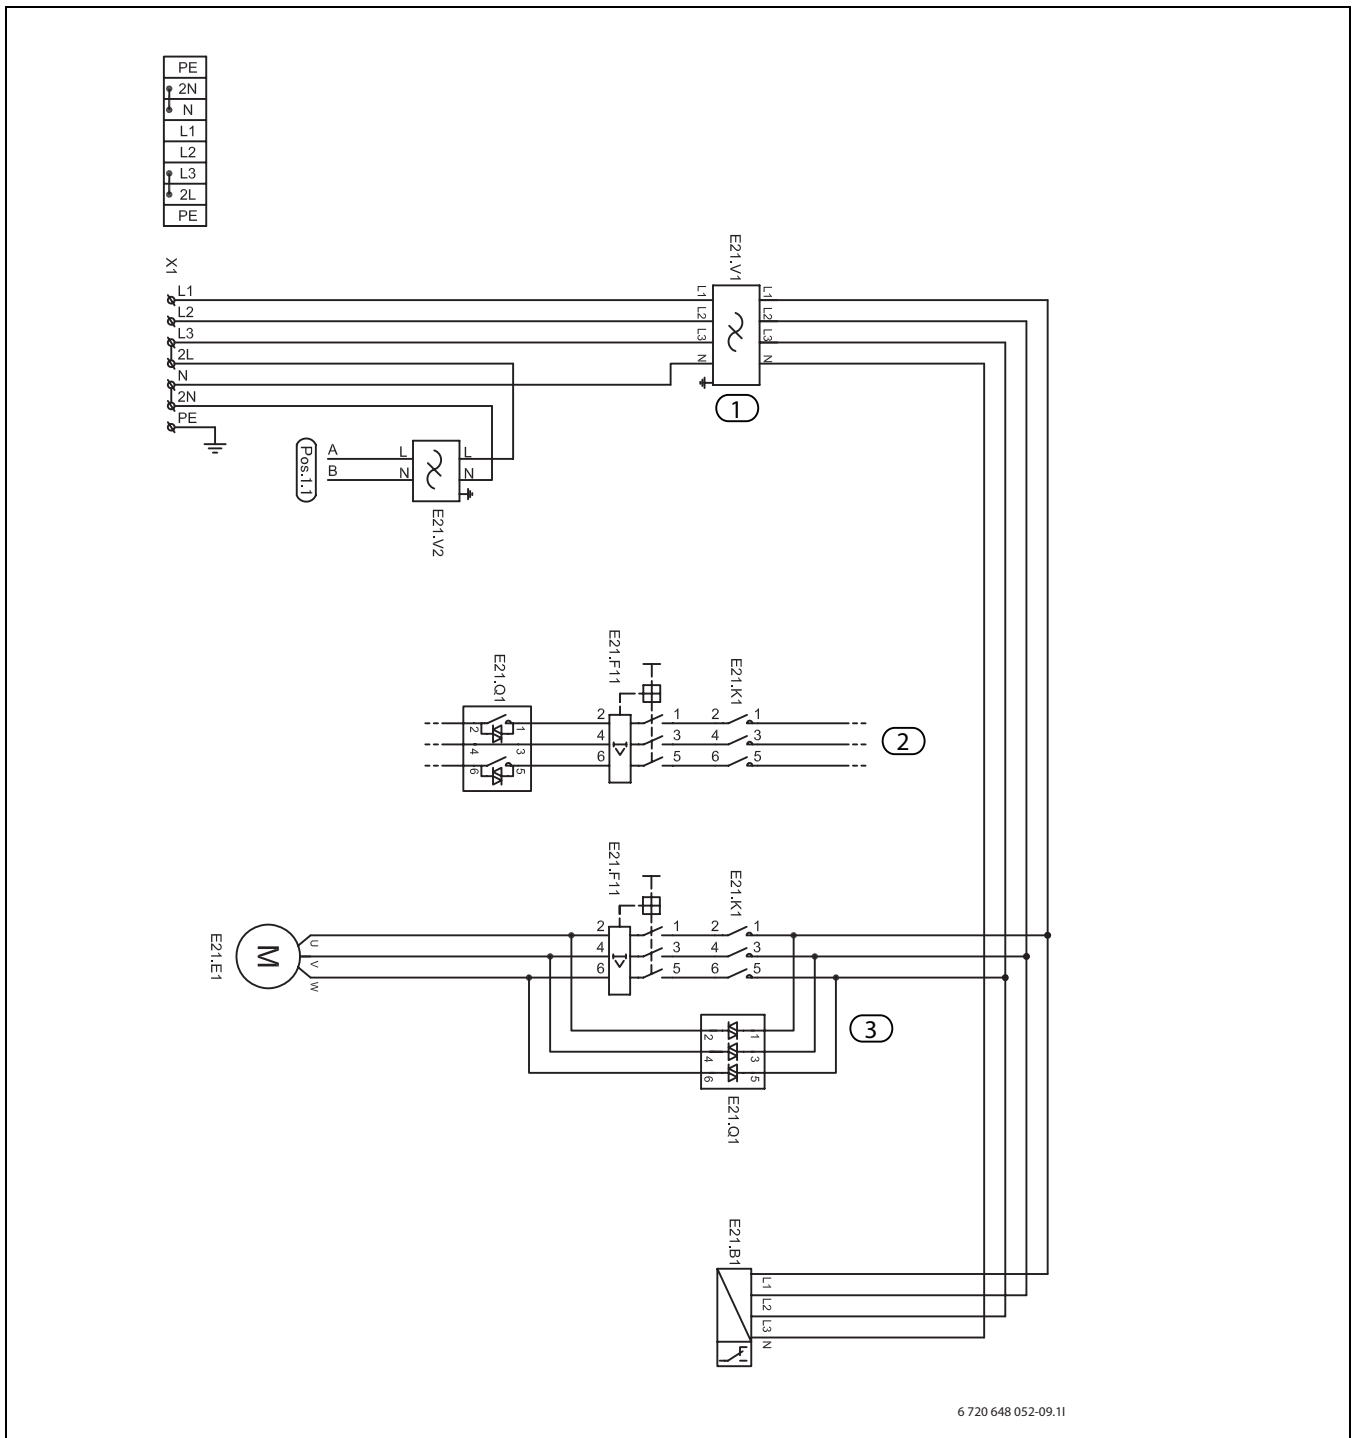 PE
2N
N
L1
L2
L3
2L
PE
X1
L1
L2
L3
2L
N
2N
PE
E21.V1
L1
L2
L3
N
L1
L2
L3
N
1
Pos.1.1
A
B
L
N
L
N
E21.V2
E21.Q1
E21.F11
E21.K1
2 1 2 1
4 3 4 3
6 5 6 5
2 1
4 3
6 5
2
E21.E1
M
U
V
W
E21.F11
E21.K1
2 1 2 1
4 3 4 3
6 5 6 5
2 1
4 3
6 5
3
E21.Q1
E21.B1
L1
L2
L3
N
6 720 648 052-09.1I